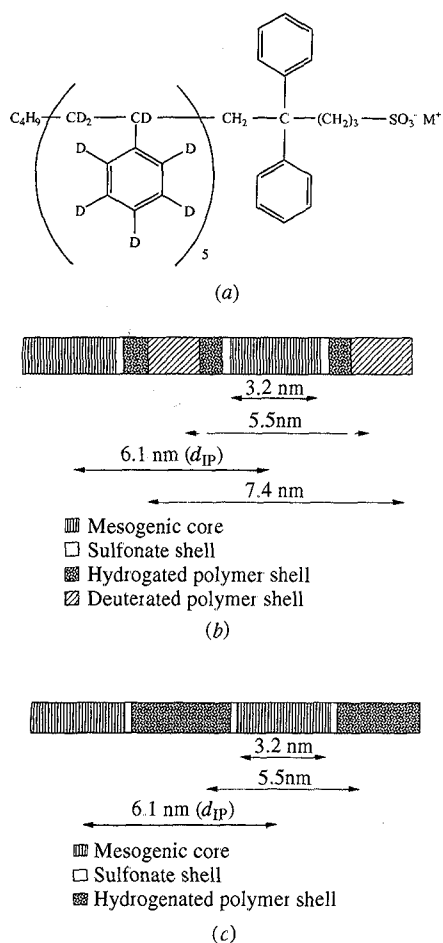 C₄H₉ CD₂ CD CH₂ C (CH₂)₃ SO₃⁻ M⁺
D D
D D
D
5
(a)
3.2 nm
5.5nm
6.1 nm (d_IP)
7.4 nm
Mesogenic core
Sulfonate shell
Hydrogated polymer shell
Deuterated polymer shell
(b)
3.2 nm
5.5nm
6.1 nm (d_IP)
Mesogenic core
Sulfonate shell
Hydrogenated polymer shell
(c)